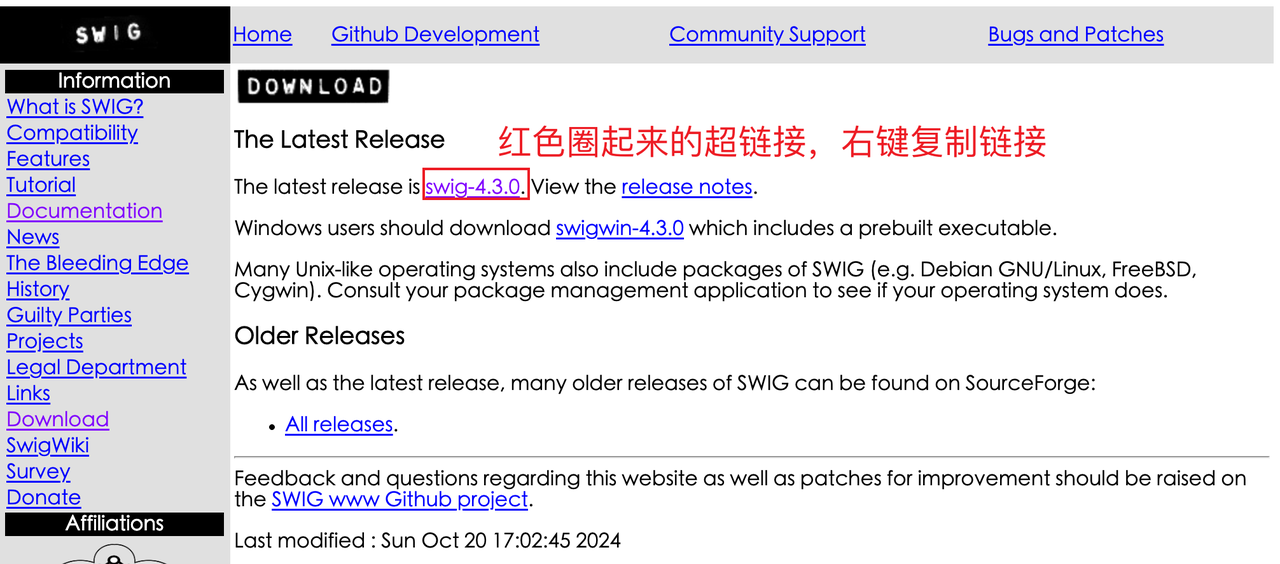 SWIG
Home Github Development Community Support Bugs and Patches
Information
What is SWIG?
Compatibility
Features
Tutorial
Documentation
News
The Bleeding Edge
History
Guilty Parties
Projects
Legal Department
Links
Download
SwigWiki
Survey
Donate
Affiliations
DOWNLOAD
The Latest Release
红色圈起来的超链接，右键复制链接
The latest release is swig-4.3.0. View the release notes.
Windows users should download swigwin-4.3.0 which includes a prebuilt executable.
Many Unix-like operating systems also include packages of SWIG (e.g. Debian GNU/Linux, FreeBSD,
Cygwin). Consult your package management application to see if your operating system does.
Older Releases
As well as the latest release, many older releases of SWIG can be found on SourceForge:
• All releases.
Feedback and questions regarding this website as well as patches for improvement should be raised on
the SWIG www Github project.
Last modified : Sun Oct 20 17:02:45 2024